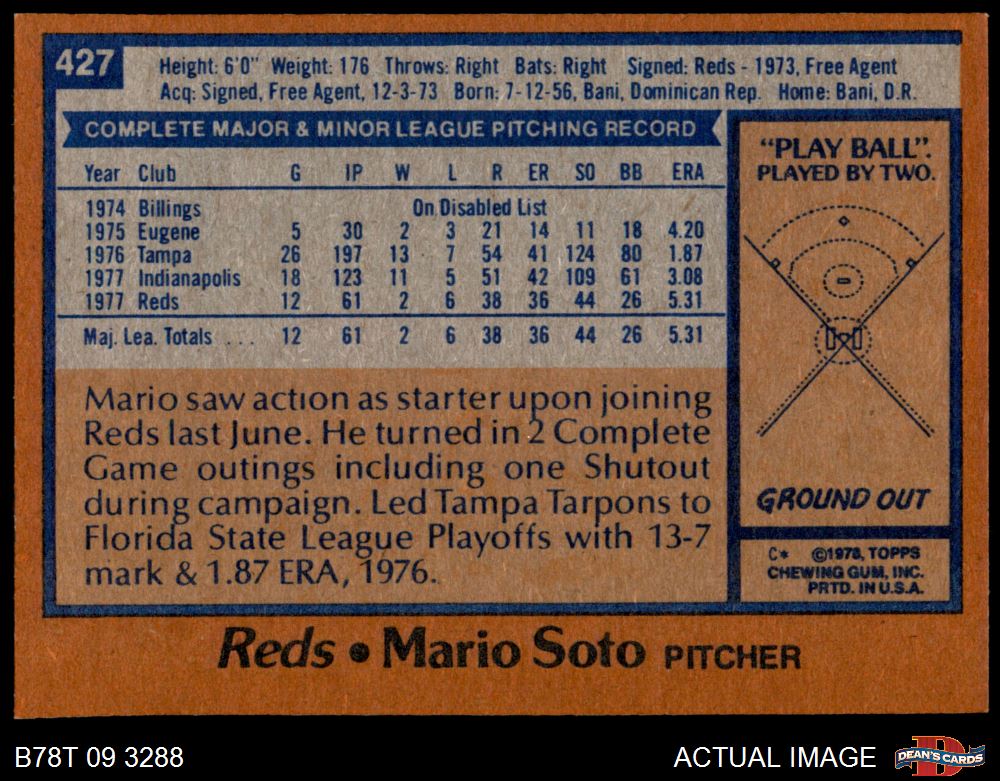 427
Height: 6'0" Weight: 176 Throws: Right Bats: Right Signed: Reds - 1973, Free Agent
Acq: Signed, Free Agent, 12-3-73 Born: 7-12-56, Bani, Dominican Rep. Home: Bani, D.R.
COMPLETE MAJOR & MINOR LEAGUE PITCHING RECORD
Year Club G IP W L R ER SO BB ERA
1974 Billings On Disabled List
1975 Eugene 5 30 2 3 21 14 11 18 4.20
1976 Tampa 26 197 13 7 54 41 124 80 1.87
1977 Indianapolis 18 123 11 5 51 42 109 61 3.08
1977 Reds 12 61 2 6 38 36 44 26 5.31
Maj. Lea. Totals . . . 12 61 2 6 38 36 44 26 5.31
Mario saw action as starter upon joining
Reds last June. He turned in 2 Complete
Game outings including one Shutout
during campaign. Led Tampa Tarpons to
Florida State League Playoffs with 13-7
mark & 1.87 ERA, 1976.
"PLAY BALL".
PLAYED BY TWO.
GROUND OUT
C* ©1978, TOPPS
CHEWING GUM, INC.
PRTD. IN U.S.A.
Reds • Mario Soto PITCHER
B78T 09 3288
ACTUAL IMAGE
D
DEAN'S CARDS